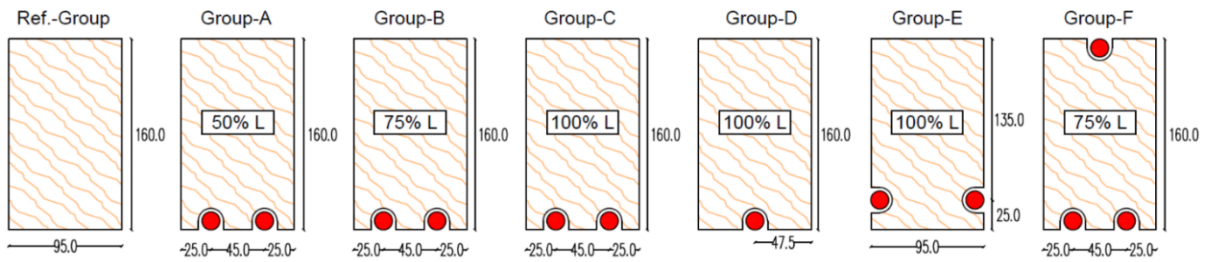 Ref.-Group Group-A Group-B Group-C Group-D Group-E Group-F
50% L 75% L 100% L 100% L 100% L 75% L
160.0 160.0 160.0 160.0 160.0 135.0 160.0
25.0
95.0 25.0 45.0 25.0 25.0 45.0 25.0 25.0 45.0 25.0 47.5 95.0 25.0 45.0 25.0